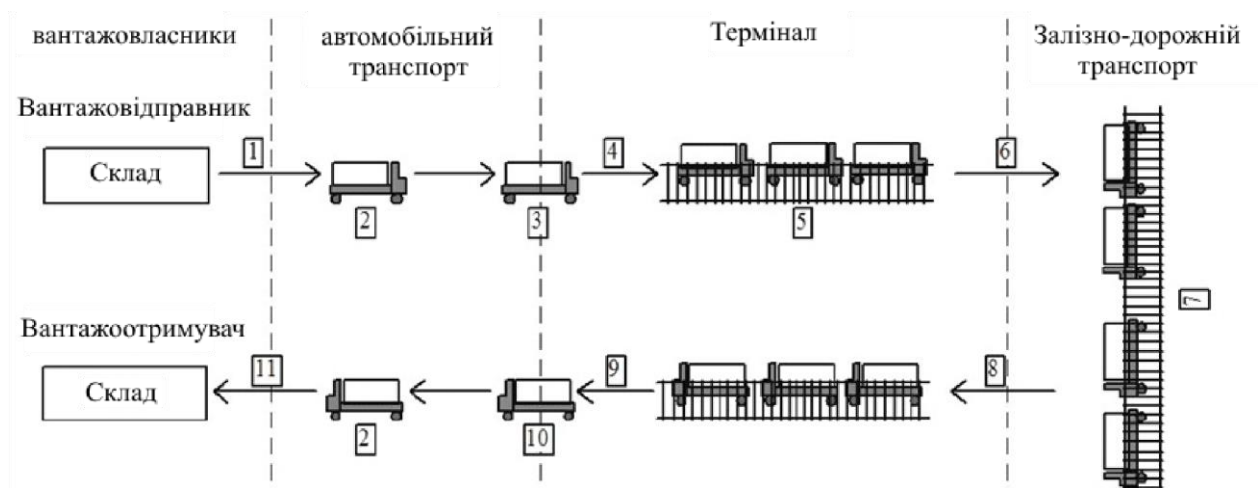 вантажовласники
автомобільний
транспорт
Термінал
Залізно-дорожній
транспорт
Вантажовідправник
Склад
1
2
3
4
5
6
7
Вантажоотримувач
Склад
11
2
10
9
8